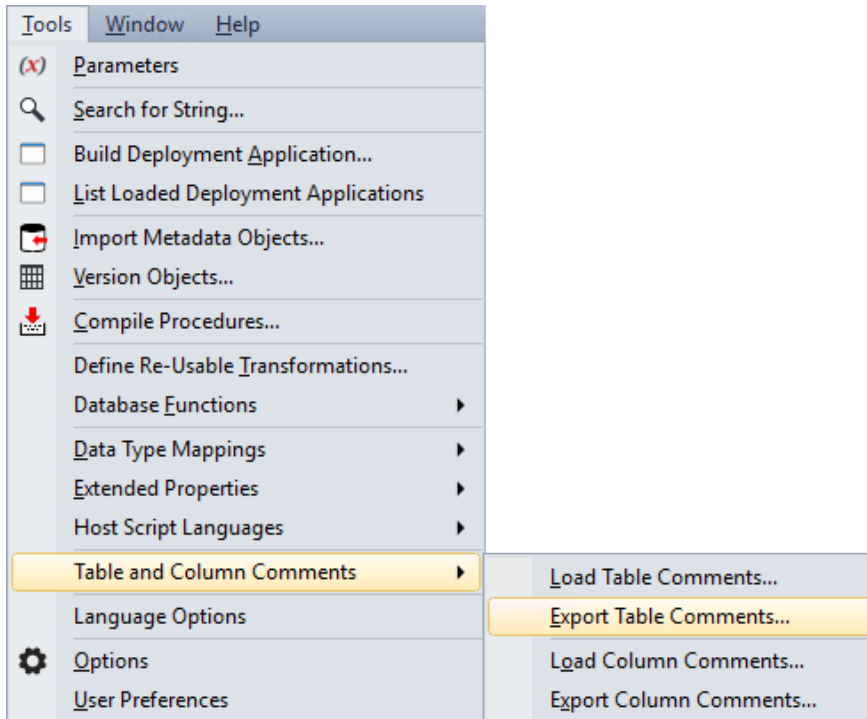 Tools Window Help
(x) Parameters
Search for String...
Build Deployment Application...
List Loaded Deployment Applications
Import Metadata Objects...
Version Objects...
Compile Procedures...
Define Re-Usable Transformations...
Database Functions
Data Type Mappings
Extended Properties
Host Script Languages
Table and Column Comments
Language Options
Options
User Preferences
Load Table Comments...
Export Table Comments...
Load Column Comments...
Export Column Comments...